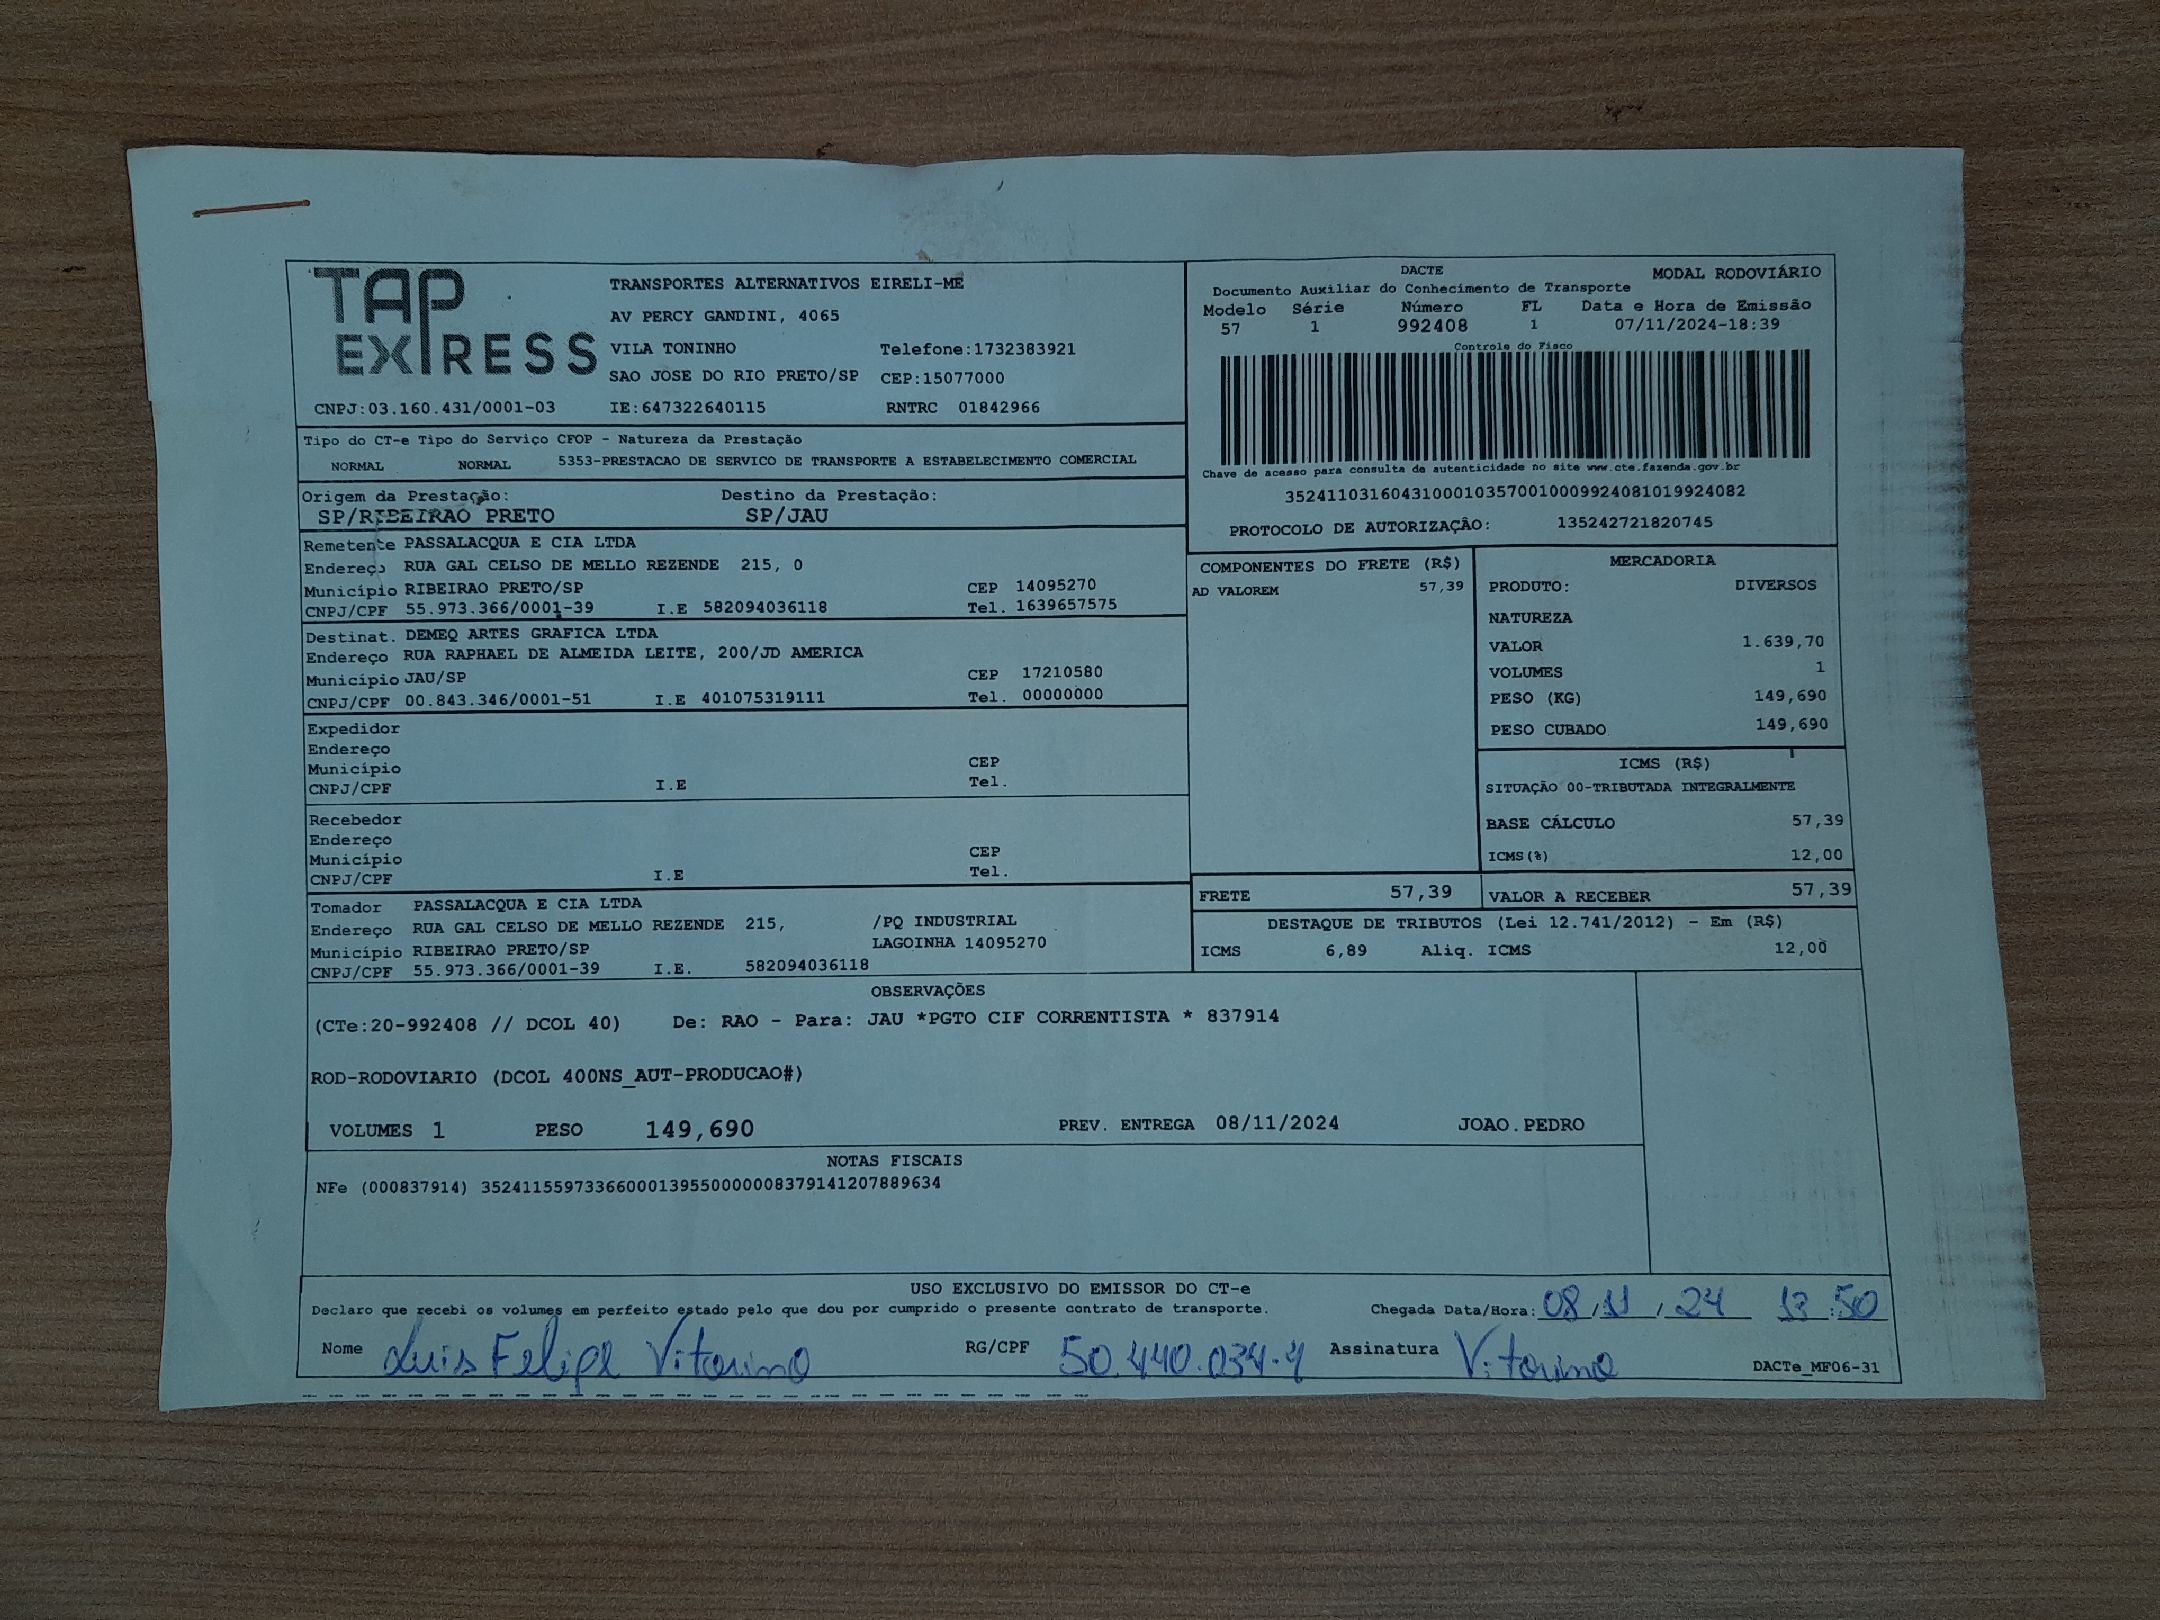 TAP EXPRESS
TRANSPORTES ALTERNATIVOS EIRELI-ME
AV PERCY GANDINI, 4065
VILA TONINHO Telefone:1732383921
SAO JOSE DO RIO PRETO/SP CEP:15077000
CNPJ:03.160.431/0001-03 IE:647322640115 RNTRC 01842966
DACTE MODAL RODOVIÁRIO
Documento Auxiliar do Conhecimento de Transporte
Modelo Série Número FL Data e Hora de Emissão
57 1 992408 1 07/11/2024-18:39
Controle do Fisco
Chave de acesso para consulta de autenticidade no site www.cte.fazenda.gov.br
35241103160431000103570010009924081019924082
PROTOCOLO DE AUTORIZAÇÃO: 135242721820745
Tipo do CT-e Tipo do Serviço CFOP - Natureza da Prestação
NORMAL NORMAL 5353-PRESTACAO DE SERVICO DE TRANSPORTE A ESTABELECIMENTO COMERCIAL
Origem da Prestação: Destino da Prestação:
SP/RIBEIRAO PRETO SP/JAU
Remetente PASSALACQUA E CIA LTDA
Endereço RUA GAL CELSO DE MELLO REZENDE 215, 0
Município RIBEIRAO PRETO/SP CEP 14095270
CNPJ/CPF 55.973.366/0001-39 I.E 582094036118 Tel. 1639657575
Destinat. DEMEQ ARTES GRAFICA LTDA
Endereço RUA RAPHAEL DE ALMEIDA LEITE, 200/JD AMERICA
Município JAU/SP CEP 17210580
CNPJ/CPF 00.843.346/0001-51 I.E 401075319111 Tel. 00000000
Expedidor
Endereço
Município CEP
CNPJ/CPF I.E Tel.
Recebedor
Endereço
Município CEP
CNPJ/CPF I.E Tel.
Tomador PASSALACQUA E CIA LTDA
Endereço RUA GAL CELSO DE MELLO REZENDE 215, /PQ INDUSTRIAL
Município RIBEIRAO PRETO/SP LAGOINHA 14095270
CNPJ/CPF 55.973.366/0001-39 I.E. 582094036118
COMPONENTES DO FRETE (R$)
AD VALOREM 57,39
MERCADORIA
PRODUTO: DIVERSOS
NATUREZA
VALOR 1.639,70
VOLUMES 1
PESO (KG) 149,690
PESO CUBADO 149,690
ICMS (R$)
SITUAÇÃO 00-TRIBUTADA INTEGRALMENTE
BASE CÁLCULO 57,39
ICMS(%) 12,00
FRETE 57,39 VALOR A RECEBER 57,39
DESTAQUE DE TRIBUTOS (Lei 12.741/2012) - Em (R$)
ICMS 6,89 Aliq. ICMS 12,00
OBSERVAÇÕES
(CTe:20-992408 // DCOL 40) De: RAO - Para: JAU *PGTO CIF CORRENTISTA * 837914
ROD-RODOVIARIO (DCOL 400NS_AUT-PRODUCAO#)
VOLUMES 1 PESO 149,690 PREV. ENTREGA 08/11/2024 JOAO.PEDRO
NOTAS FISCAIS
NFe (000837914) 35241155973366000139550000008379141207889634
USO EXCLUSIVO DO EMISSOR DO CT-e
Declaro que recebi os volumes em perfeito estado pelo que dou por cumprido o presente contrato de transporte. Chegada Data/Hora: 08/11/24 13:50
Nome Luis Felipe Vitorino RG/CPF 50.440.034-4 Assinatura Vitorino
DACTe_MF06-31